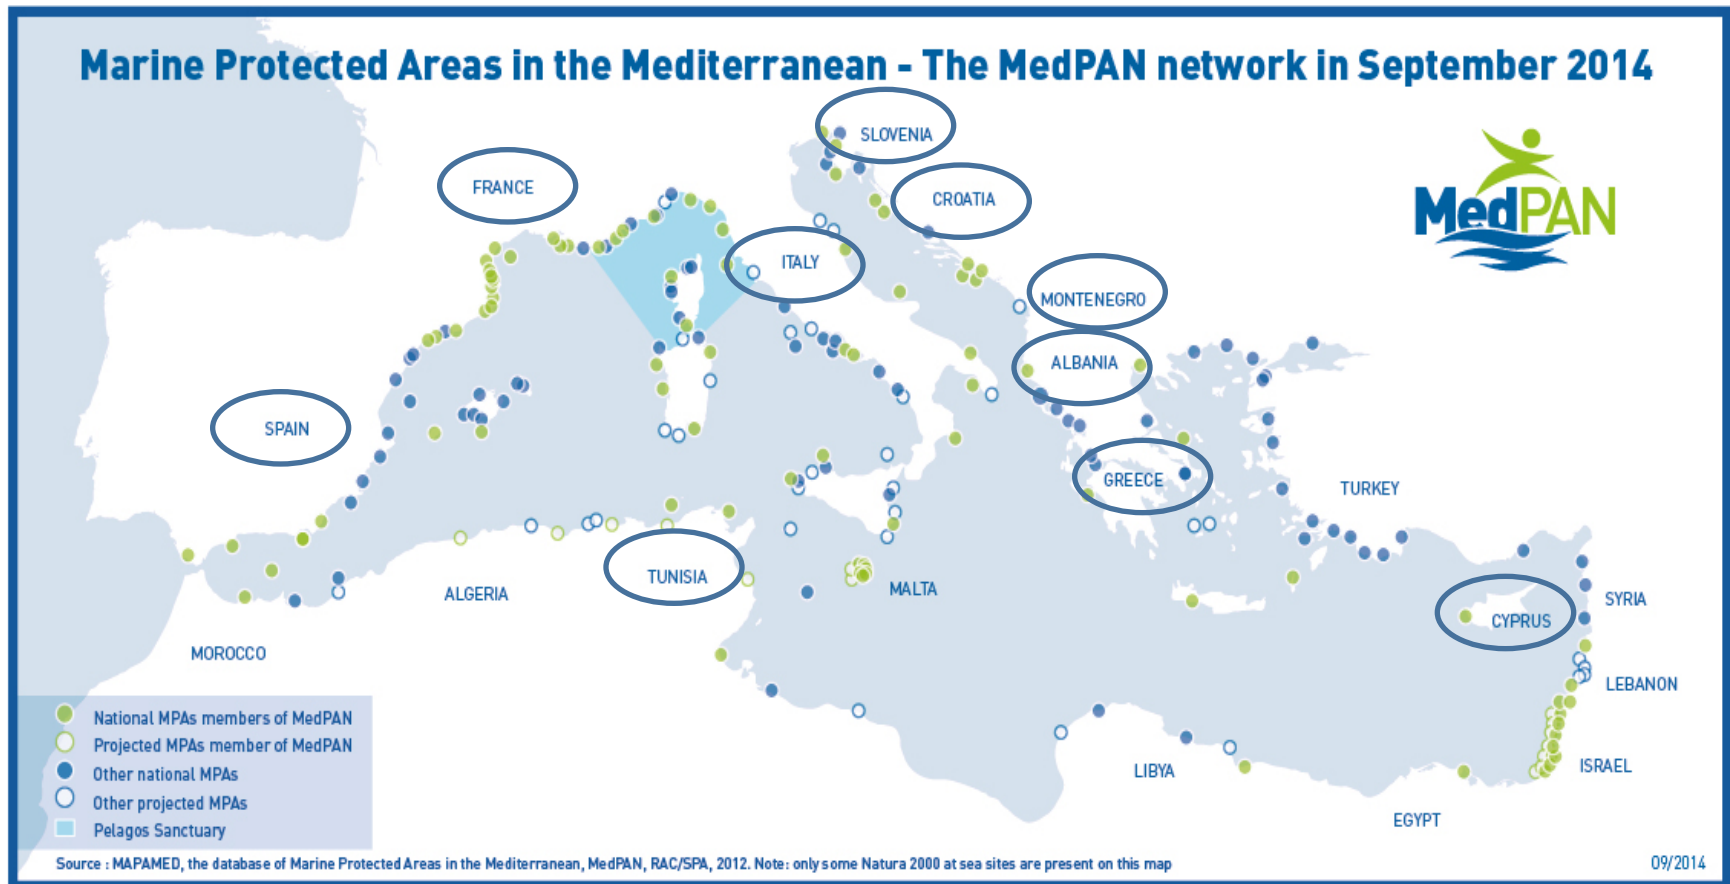 Marine Protected Areas in the Mediterranean - The MedPAN network in September 2014
SLOVENIA
FRANCE
CROATIA
MedPAN
ITALY
MONTENEGRO
ALBANIA
SPAIN
GREECE
TURKEY
TUNISIA
ALGERIA
MALTA
SYRIA
CYPRUS
MOROCCO
LEBANON
National MPAs members of MedPAN
Projected MPAs member of MedPAN
ISRAEL
LIBYA
Other national MPAs
Other projected MPAs
EGYPT
Pelagos Sanctuary
Source : MAPAMED, the database of Marine Protected Areas in the Mediterranean, MedPAN, RAC/SPA, 2012. Note: only some Natura 2000 at sea sites are present on this map
09/2014